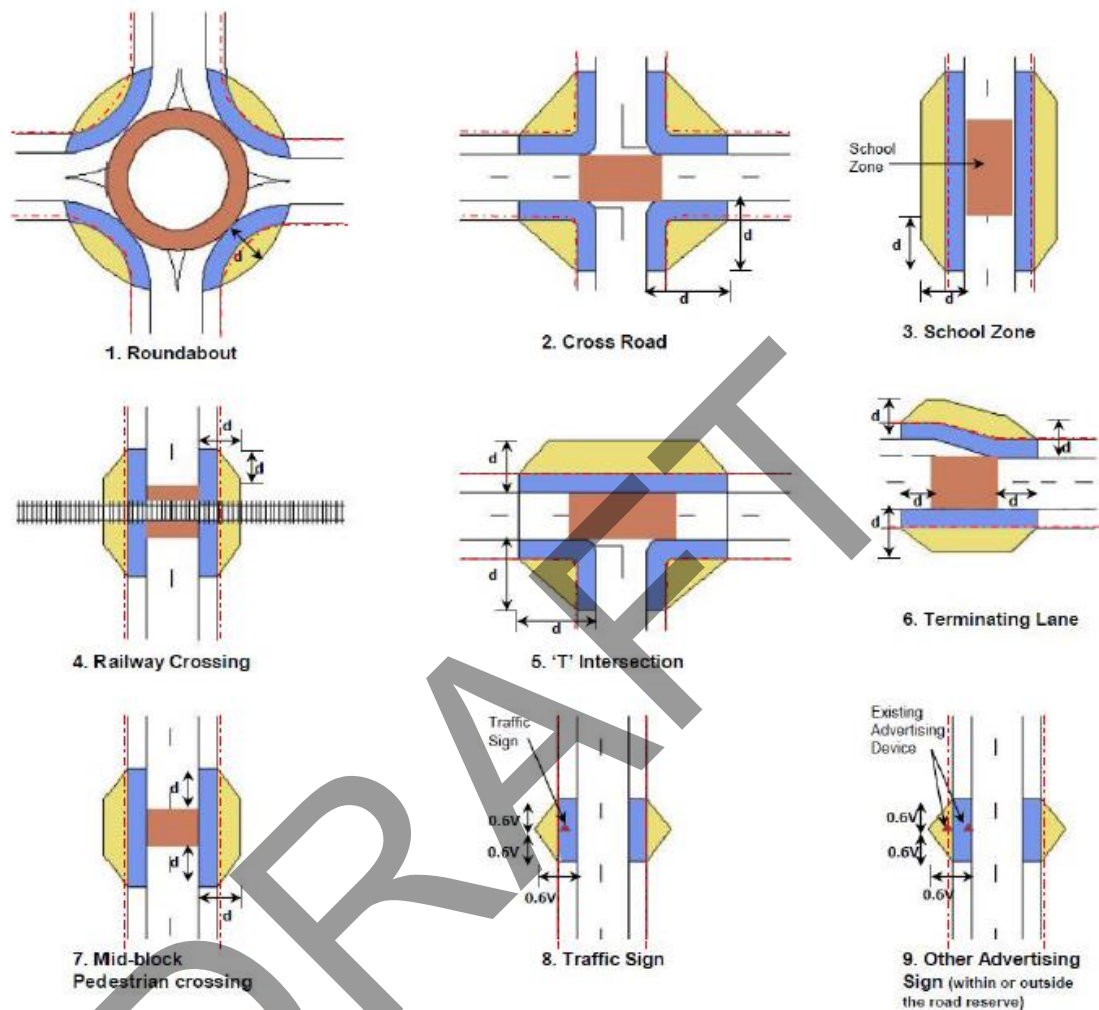 d
1. Roundabout
d
d
2. Cross Road
School
Zone
d
d
3. School Zone
d
d
4. Railway Crossing
d
d
d
5. ‘T’ Intersection
d
d
d
d
d
6. Terminating Lane
d
d
d
7. Mid-block
Pedestrian crossing
Traffic
Sign
0.6V
0.6V
0.6V
8. Traffic Sign
Existing
Advertising
Device
0.6V
0.6V
0.6V
9. Other Advertising
Sign (within or outside
the road reserve)
DRAFT